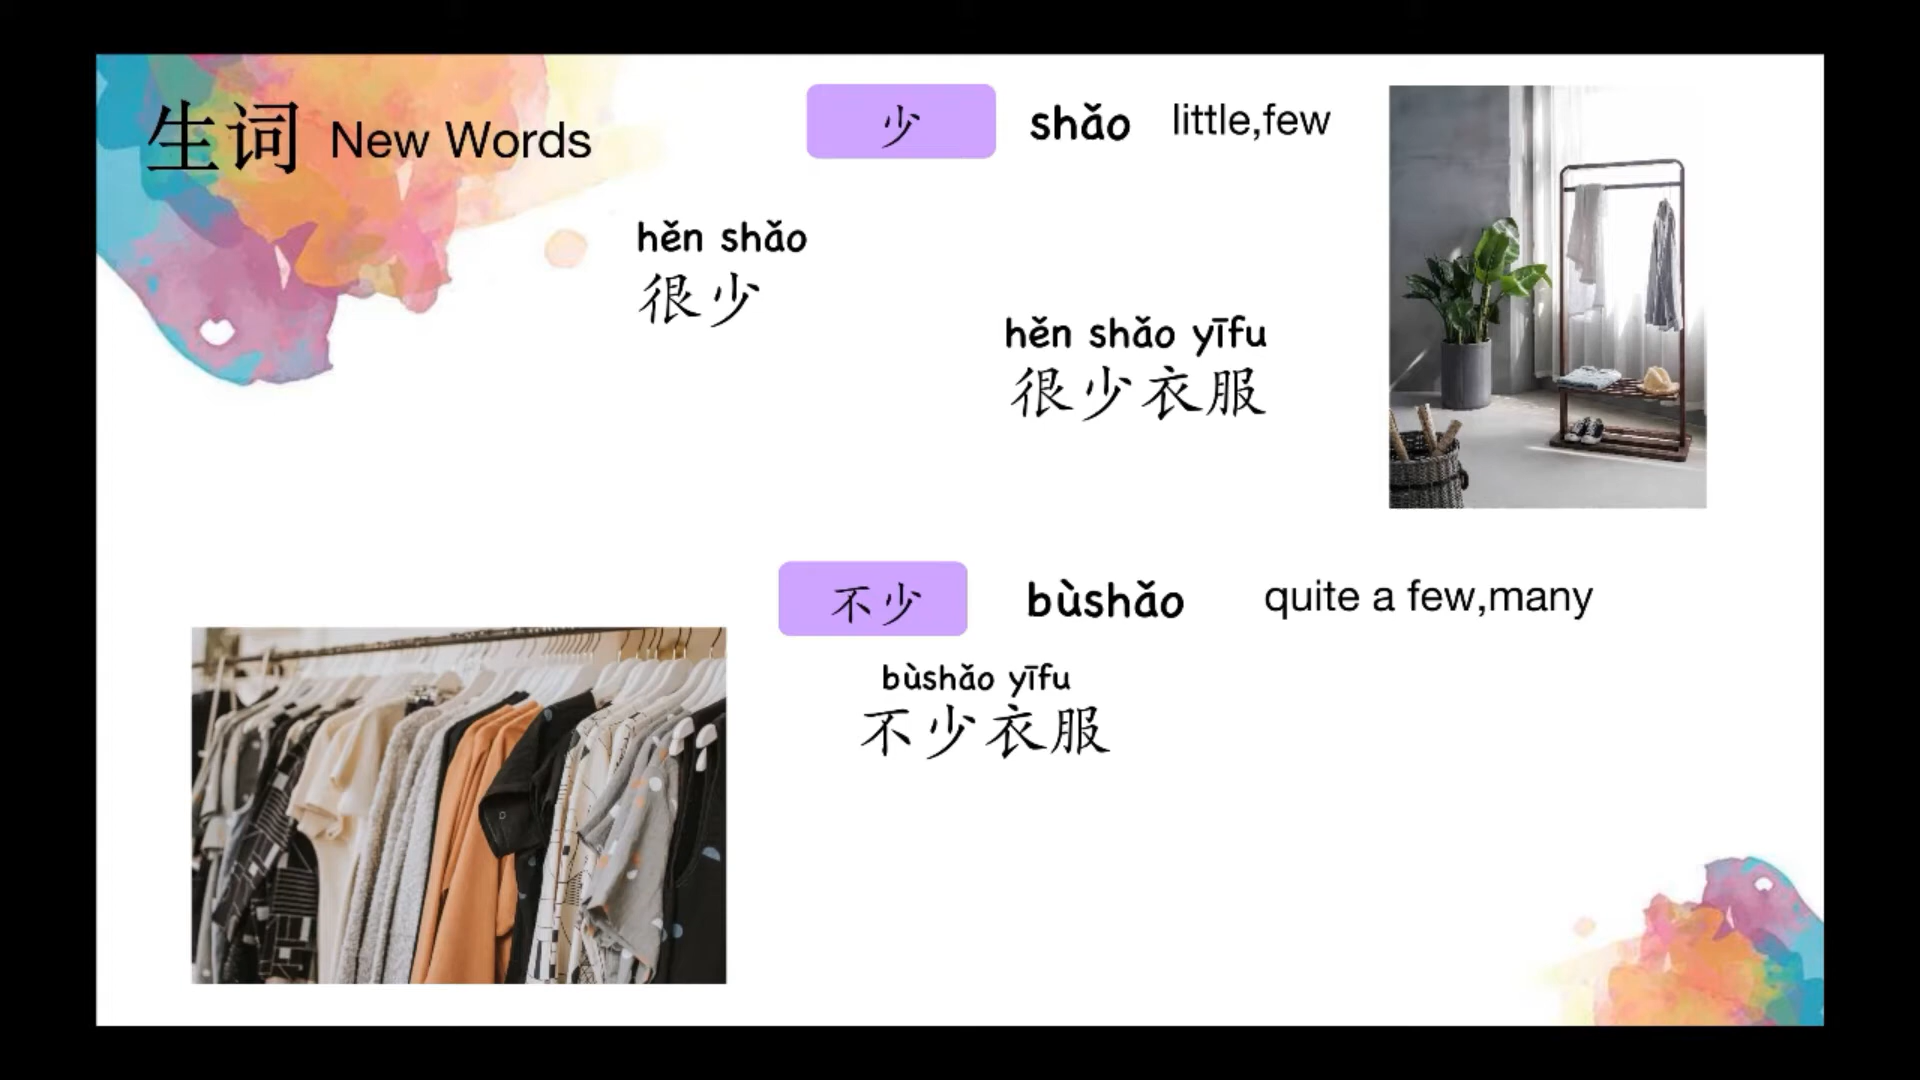 生词 New Words
少 shǎo little,few
hěn shǎo
很少
hěn shǎo yīfu
很少衣服
不少 bùshǎo quite a few,many
bùshǎo yīfu
不少衣服